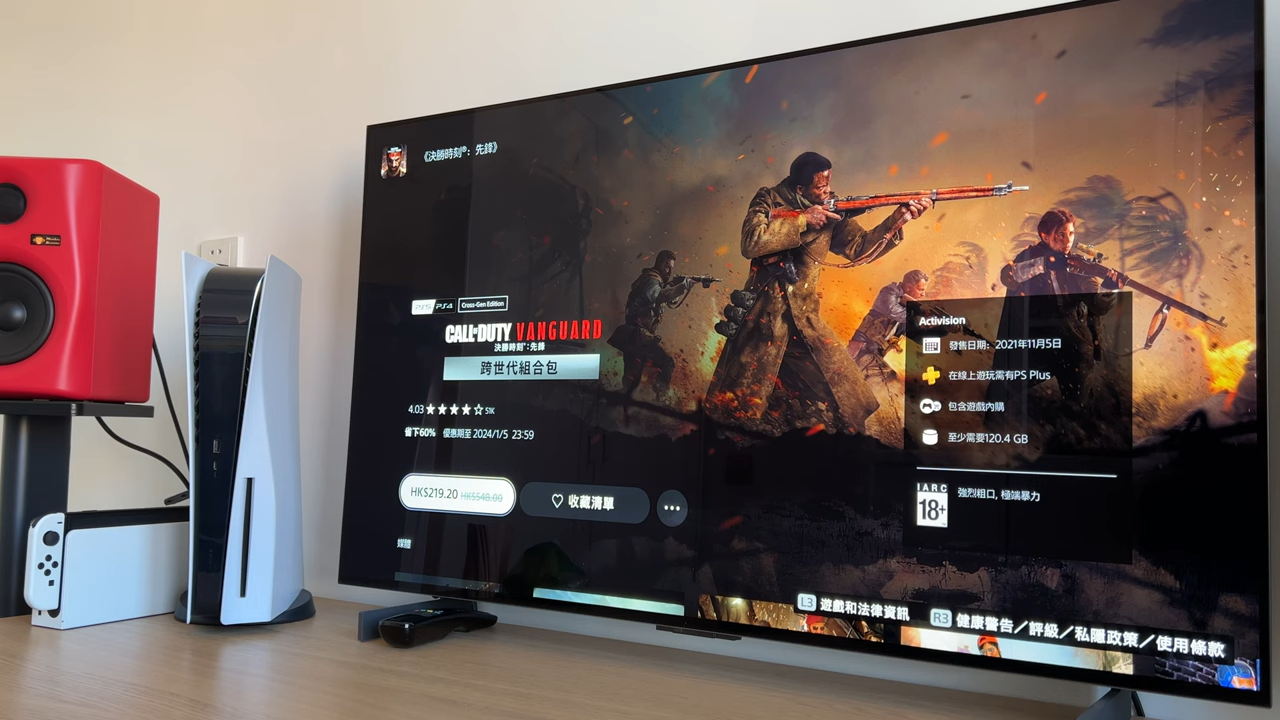 《決勝時刻®：先鋒》
PS5 PS4 Cross-Gen Edition
CALL OF DUTY VANGUARD
決勝時刻®:先鋒
跨世代組合包
4.03 51K
省下60% 優惠期至 2024/1/5 23:59
HK$219.20 HK$548.00
收藏清單
媒體
Activision
發售日期：2021年11月5日
在線上遊玩需有PS Plus
包含遊戲內購
至少需要120.4 GB
IARC
18+
強烈粗口, 極端暴力
L3 遊戲和法律資訊
R3 健康警告／評級／私隱政策／使用條款